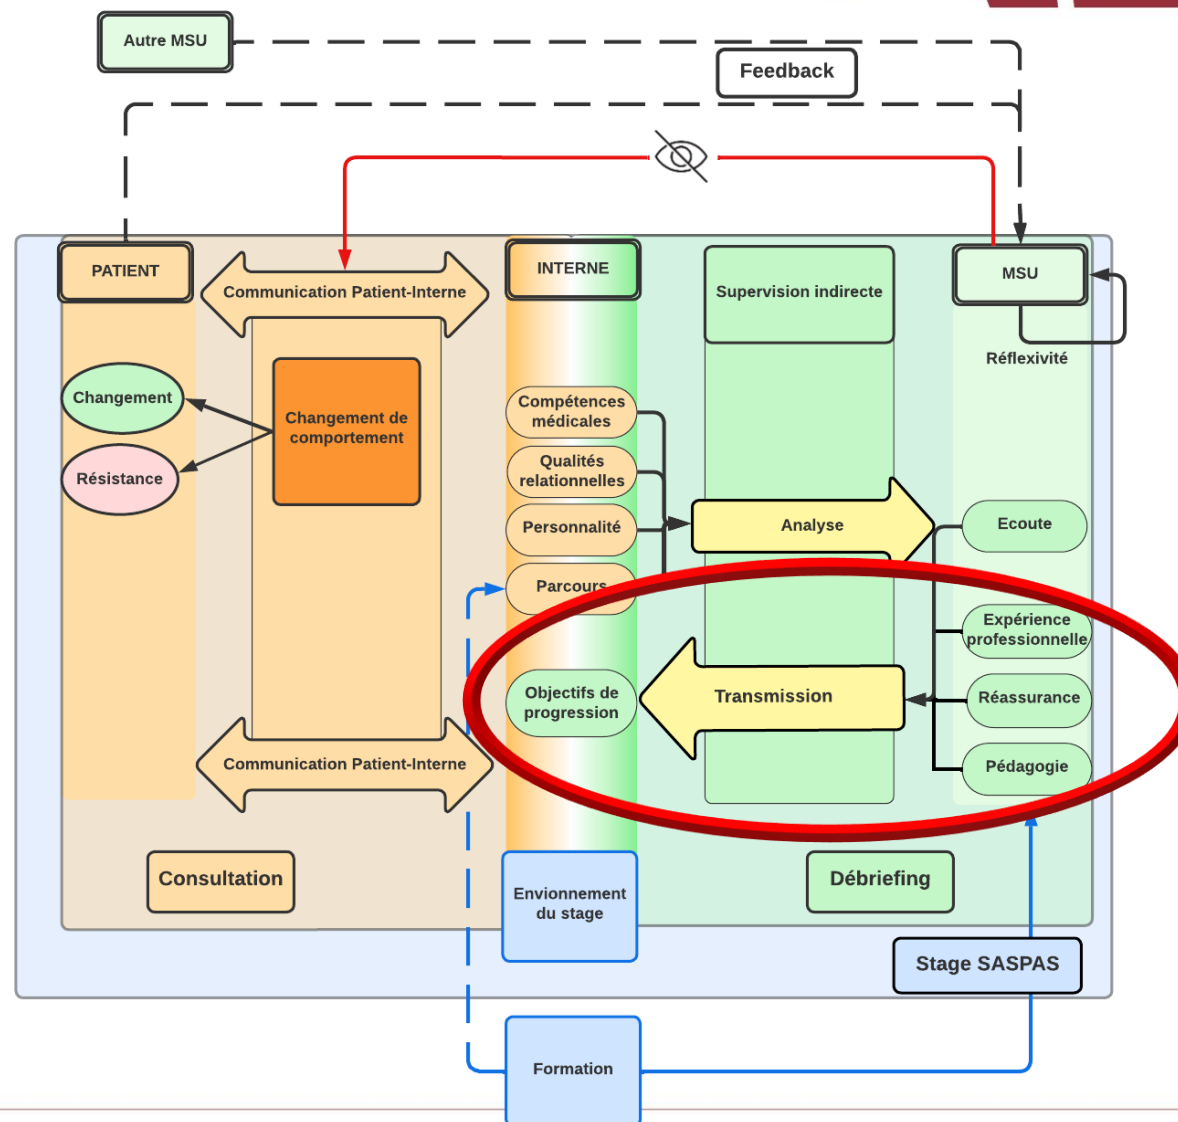 Autre MSU
Feedback
PATIENT
Communication Patient-Interne
INTERNE
Supervision indirecte
MSU
Réflexivité
Changement
Résistance
Changement de
comportement
Compétences
médicales
Qualités
relationnelles
Personnalité
Parcours
Analyse
Ecoute
Expérience
professionnelle
Objectifs de
progression
Transmission
Réassurance
Pédagogie
Communication Patient-Interne
Consultation
Envionnement
du stage
Débriefing
Stage SASPAS
Formation